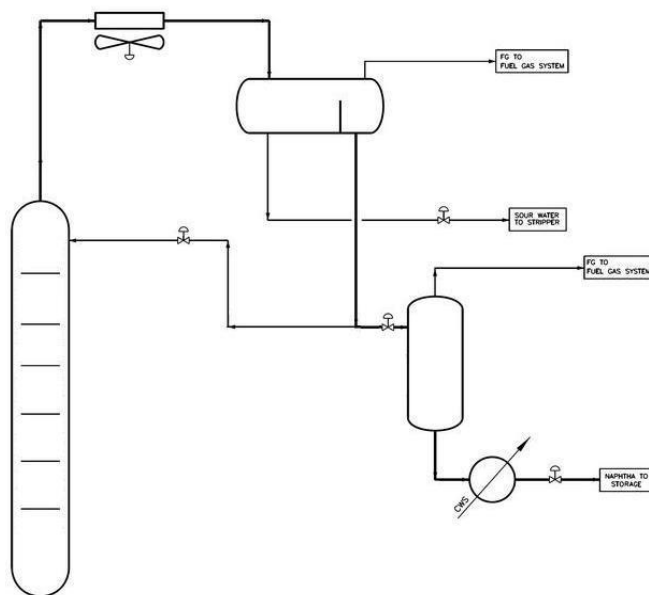 FG TO
FUEL GAS SYSTEM
SOUR WATER
TO STRIPPER
FG TO
FUEL GAS SYSTEM
NAPHTHA TO
STORAGE
CWS